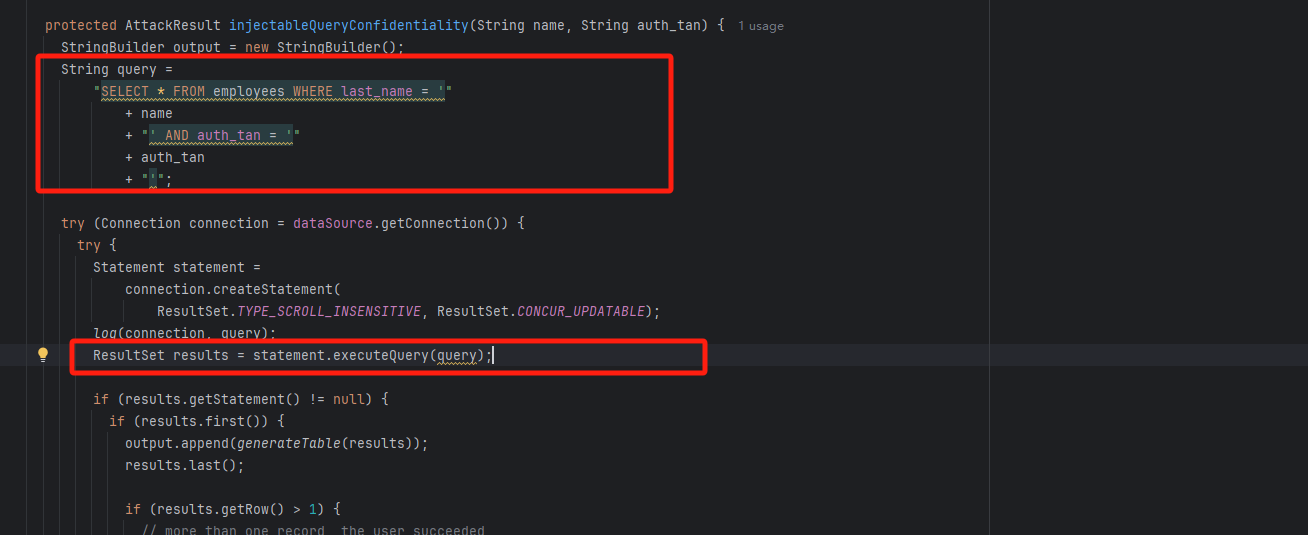 protected AttackResult injectableQueryConfidentiality(String name, String auth_tan) { 1 usage
StringBuilder output = new StringBuilder();
String query =
"SELECT * FROM employees WHERE last_name = '"
+ name
+ "' AND auth_tan = '"
+ auth_tan
+ "'";
try (Connection connection = dataSource.getConnection()) {
try {
Statement statement =
connection.createStatement(
ResultSet.TYPE_SCROLL_INSENSITIVE, ResultSet.CONCUR_UPDATABLE);
log(connection, query);
ResultSet results = statement.executeQuery(query);
if (results.getStatement() != null) {
if (results.first()) {
output.append(generateTable(results));
results.last();
if (results.getRow() > 1) {
// more than one record, the user succeeded